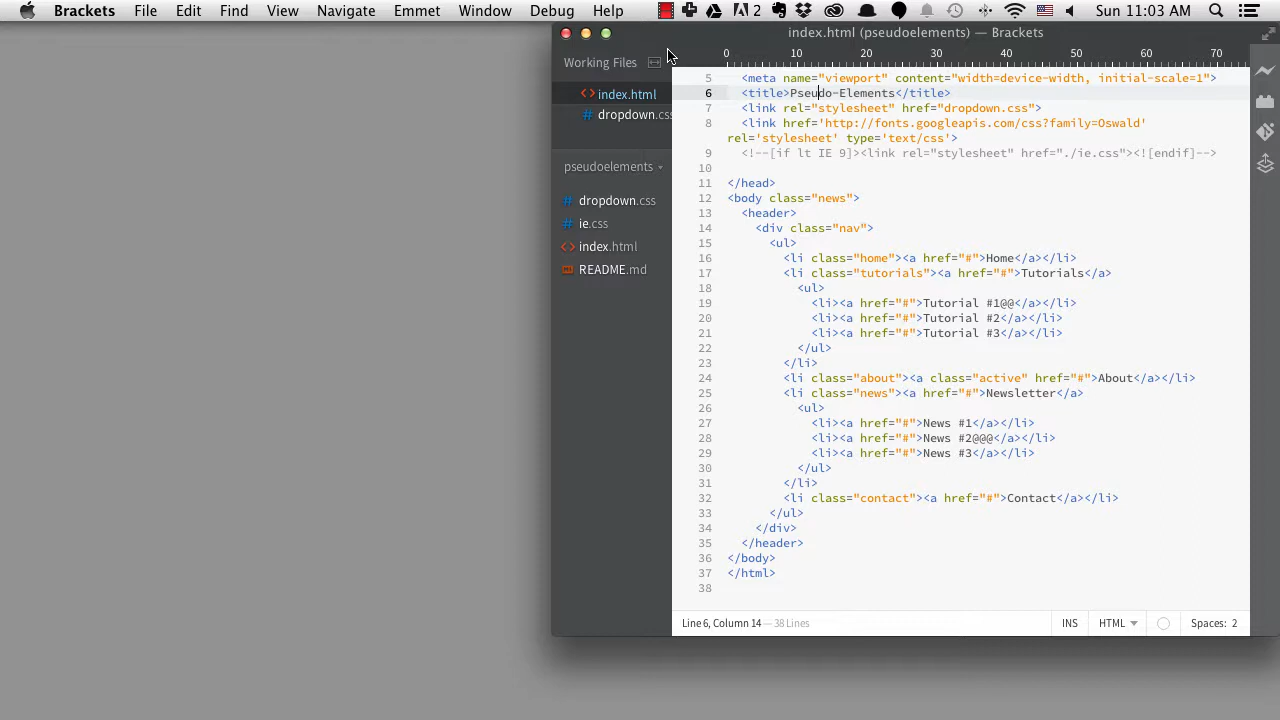 Brackets File Edit Find View Navigate Emmet Window Debug Help 2 Sun 11:03 AM
index.html (pseudoelements) — Brackets
Working Files
index.html
dropdown.css
pseudoelements
dropdown.css
ie.css
index.html
README.md
0 10 20 30 40 50 60 70
5 <meta name="viewport" content="width=device-width, initial-scale=1">
6 <title>Pseudo-Elements</title>
7 <link rel="stylesheet" href="dropdown.css">
8 <link href='http://fonts.googleapis.com/css?family=Oswald'
rel='stylesheet' type='text/css'>
9 <!--[if lt IE 9]><link rel="stylesheet" href="./ie.css"><![endif]-->
10
11 </head>
12 <body class="news">
13 <header>
14 <div class="nav">
15 <ul>
16 <li class="home"><a href="#">Home</a></li>
17 <li class="tutorials"><a href="#">Tutorials</a>
18 <ul>
19 <li><a href="#">Tutorial #1@@</a></li>
20 <li><a href="#">Tutorial #2</a></li>
21 <li><a href="#">Tutorial #3</a></li>
22 </ul>
23 </li>
24 <li class="about"><a class="active" href="#">About</a></li>
25 <li class="news"><a href="#">Newsletter</a>
26 <ul>
27 <li><a href="#">News #1</a></li>
28 <li><a href="#">News #2@@@</a></li>
29 <li><a href="#">News #3</a></li>
30 </ul>
31 </li>
32 <li class="contact"><a href="#">Contact</a></li>
33 </ul>
34 </div>
35 </header>
36 </body>
37 </html>
38
Line 6, Column 14 — 38 Lines INS HTML Spaces: 2